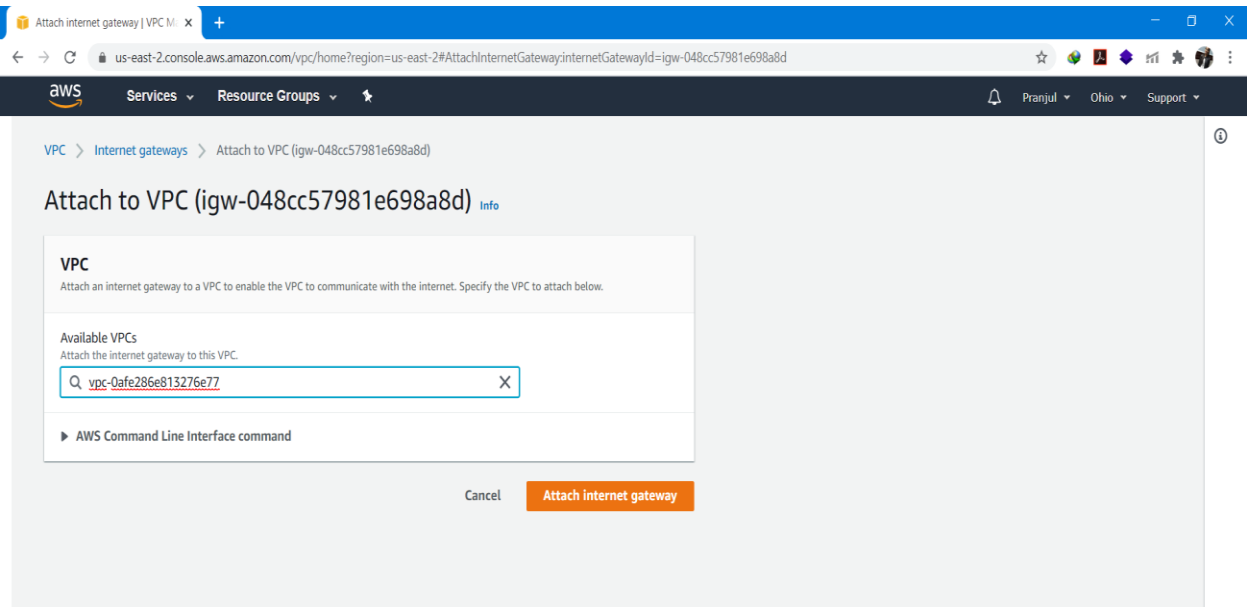 Attach internet gateway | VPC M
us-east-2.console.aws.amazon.com/vpc/home?region=us-east-2#AttachInternetGateway:internetGatewayId=igw-048cc57981e698a8d
aws Services Resource Groups Pranjul Ohio Support
VPC > Internet gateways > Attach to VPC (igw-048cc57981e698a8d)
Attach to VPC (igw-048cc57981e698a8d) Info
VPC
Attach an internet gateway to a VPC to enable the VPC to communicate with the internet. Specify the VPC to attach below.
Available VPCs
Attach the internet gateway to this VPC.
vpc-0afe286e813276e77
AWS Command Line Interface command
Cancel Attach internet gateway